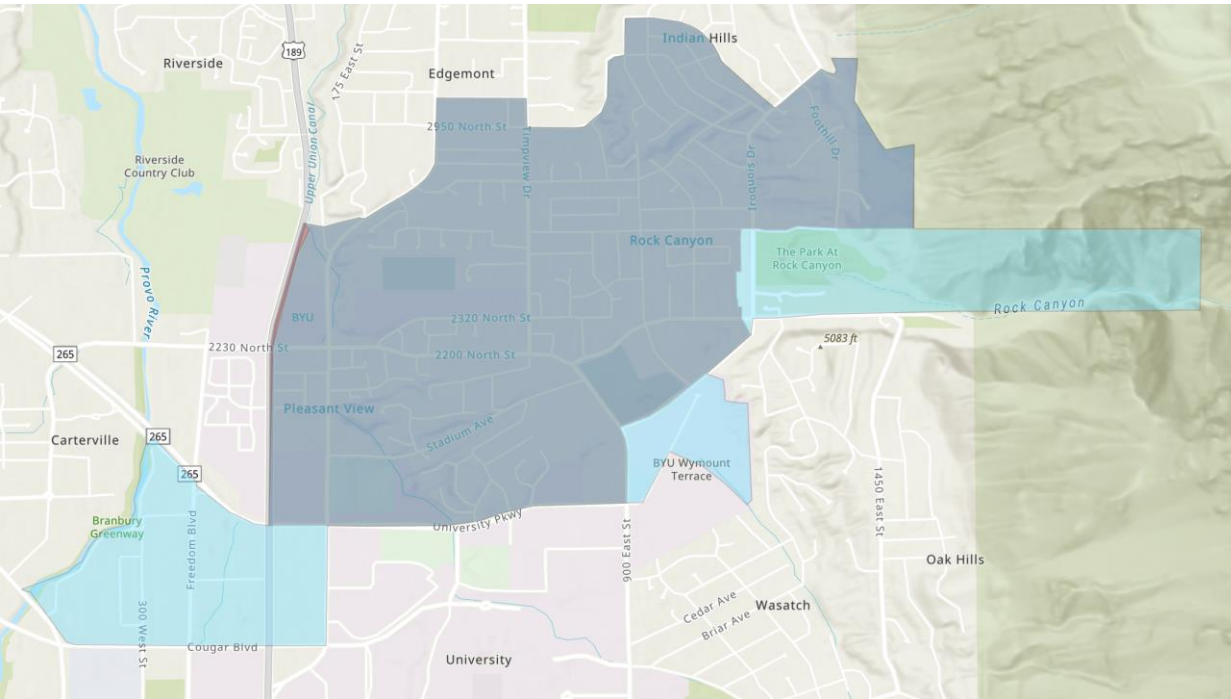 Indian Hills
189
Riverside
Edgemont
Upper Union Canal
Foothill Dr
2950 North St
Timpview Dr
Riverside
Country Club
Iroquois Dr
Rock Canyon
The Park At
Rock Canyon
Provo River
Rock Canyon
BYU
2320 North St
5083 ft
2230 North St
265
2200 North St
Pleasant View
Stadium Ave
Carterville
265
BYU Wymount
Terrace
265
1450 East St
Branbury
Greenway
University Pkwy
Freedom Blvd
900 East St
Oak Hills
Cedar Ave
Wasatch
300 West St
Briar Ave
Cougar Blvd
University